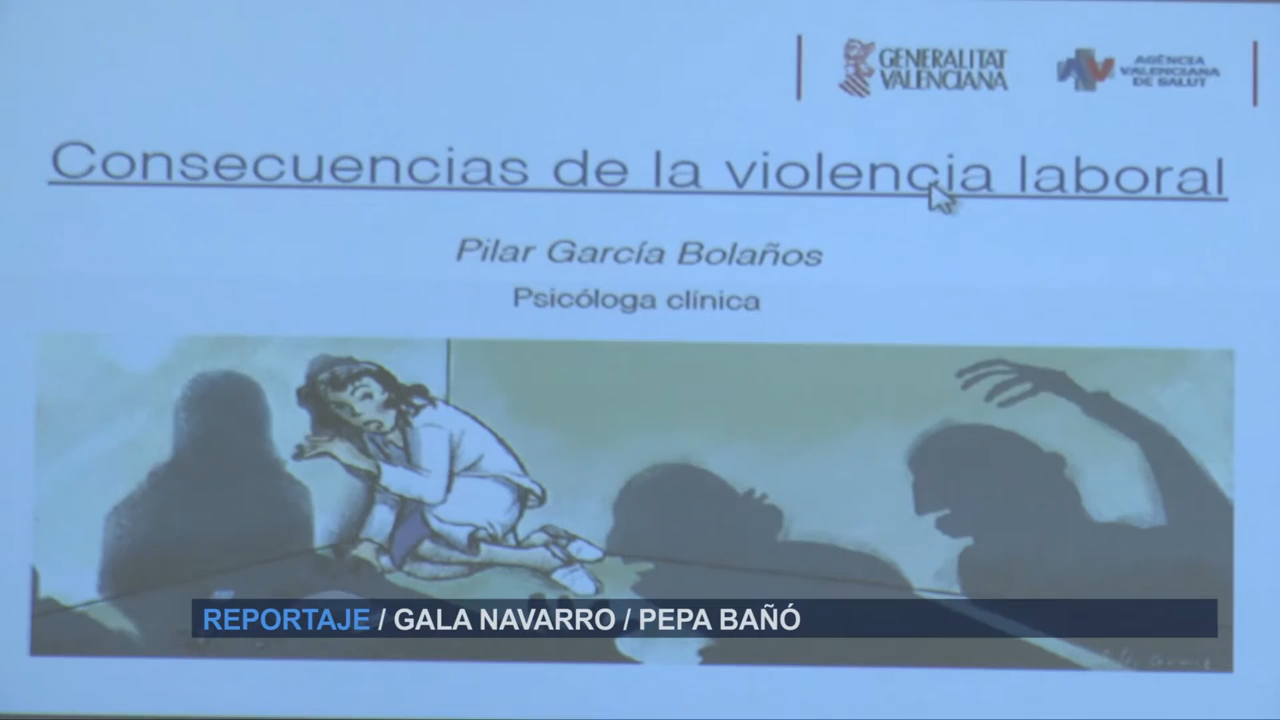 GENERALITAT
VALENCIANA
AGÈNCIA
VALENCIANA
DE SALUT
Consecuencias de la violencia laboral
Pilar García Bolaños
Psicóloga clínica
REPORTAJE / GALA NAVARRO / PEPA BAÑÓ